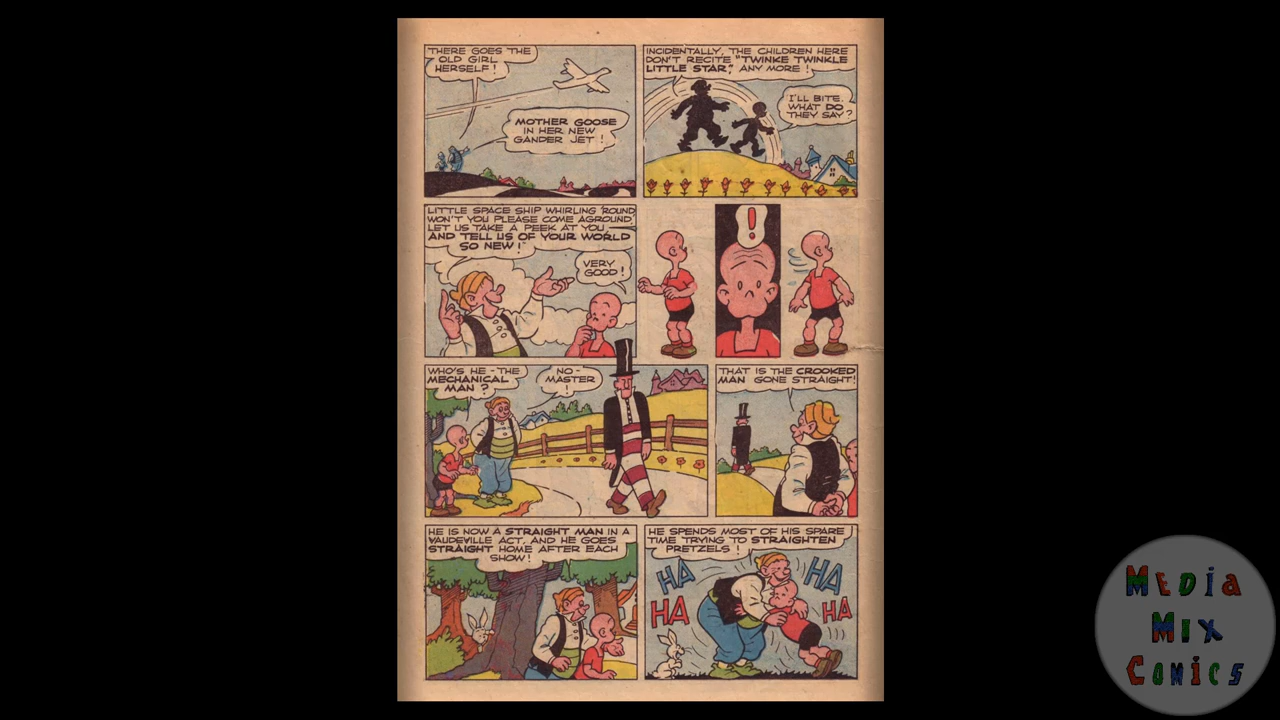 THERE GOES THE
OLD GIRL
HERSELF!
MOTHER GOOSE
IN HER NEW
GANDER JET!
INCIDENTALLY, THE CHILDREN HERE
DON'T RECITE "TWINKE TWINKLE
LITTLE STAR," ANY MORE!
I'LL BITE,
WHAT DO
THEY SAY?
LITTLE SPACE SHIP WHIRLING 'ROUND,
WON'T YOU PLEASE COME AGROUND,
LET US TAKE A PEEK AT YOU—
AND TELL US OF YOUR WORLD
SO NEW!"
VERY
GOOD!
!
WHO'S HE - THE
MECHANICAL
MAN?
NO-
MASTER
!
THAT IS THE CROOKED
MAN GONE STRAIGHT!
HE IS NOW A STRAIGHT MAN IN A
VAUDEVILLE ACT, AND HE GOES
STRAIGHT HOME AFTER EACH
SHOW!
HE SPENDS MOST OF HIS SPARE
TIME TRYING TO STRAIGHTEN
PRETZELS!
HA
HA
HA
HA
MEDIA
MIX
COMICS